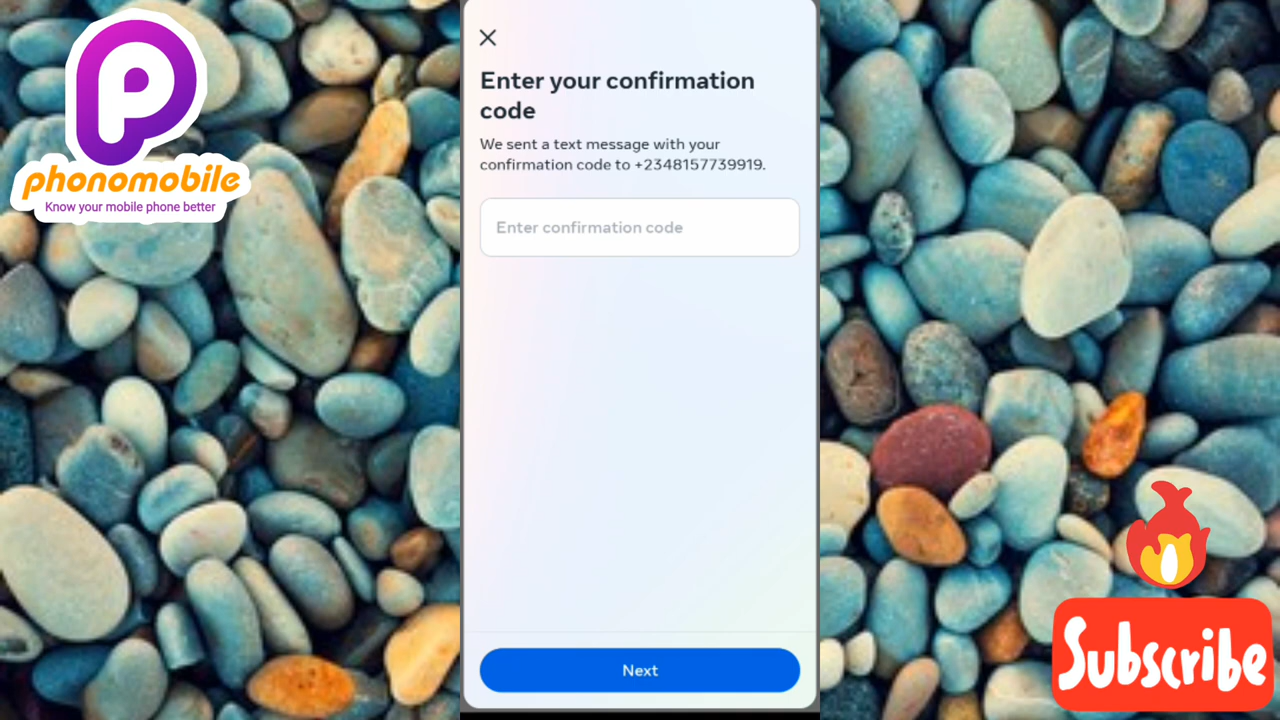 P
phonomobile
Know your mobile phone better
Enter your confirmation
code
We sent a text message with your
confirmation code to +2348157739919.
Enter confirmation code
Next
Subscribe